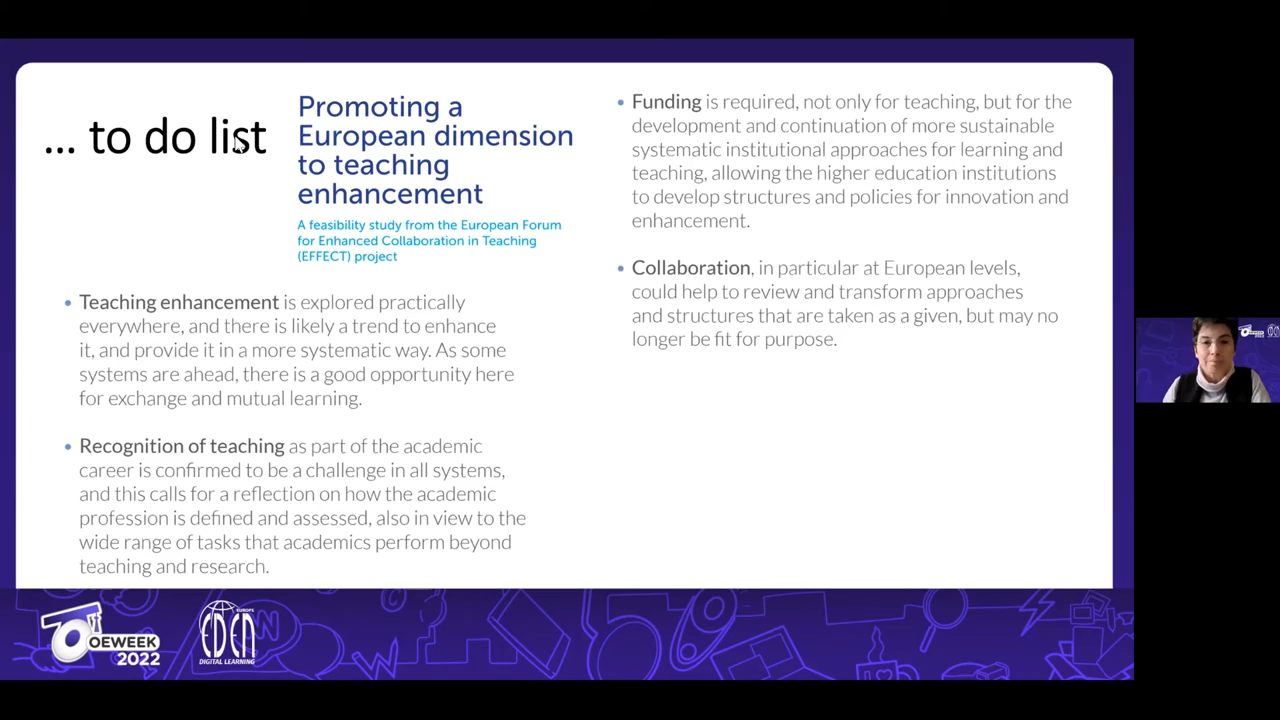 ... to do list
Promoting a
European dimension
to teaching
enhancement
A feasibility study from the European Forum
for Enhanced Collaboration in Teaching
(EFFECT) project
• Teaching enhancement is explored practically
everywhere, and there is likely a trend to enhance
it, and provide it in a more systematic way. As some
systems are ahead, there is a good opportunity here
for exchange and mutual learning.
• Recognition of teaching as part of the academic
career is confirmed to be a challenge in all systems,
and this calls for a reflection on how the academic
profession is defined and assessed, also in view to the
wide range of tasks that academics perform beyond
teaching and research.
• Funding is required, not only for teaching, but for the
development and continuation of more sustainable
systematic institutional approaches for learning and
teaching, allowing the higher education institutions
to develop structures and policies for innovation and
enhancement.
• Collaboration, in particular at European levels,
could help to review and transform approaches
and structures that are taken as a given, but may no
longer be fit for purpose.
OEWEEK
2022
EUROPE
EDEN
DIGITAL LEARNING